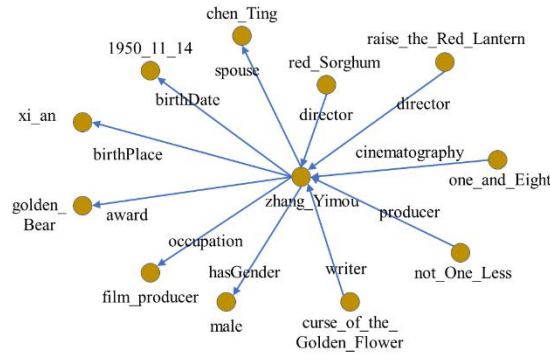 chen_Ting
1950_11_14
raise_the_Red_Lantern
spouse
red_Sorghum
birthDate
director
director
xi_an
birthPlace
cinematography
one_and_Eight
golden_
Bear
award
zhang_Yimou
producer
occupation
hasGender
writer
not_One_Less
film_producer
male
curse_of_the_
Golden_Flower